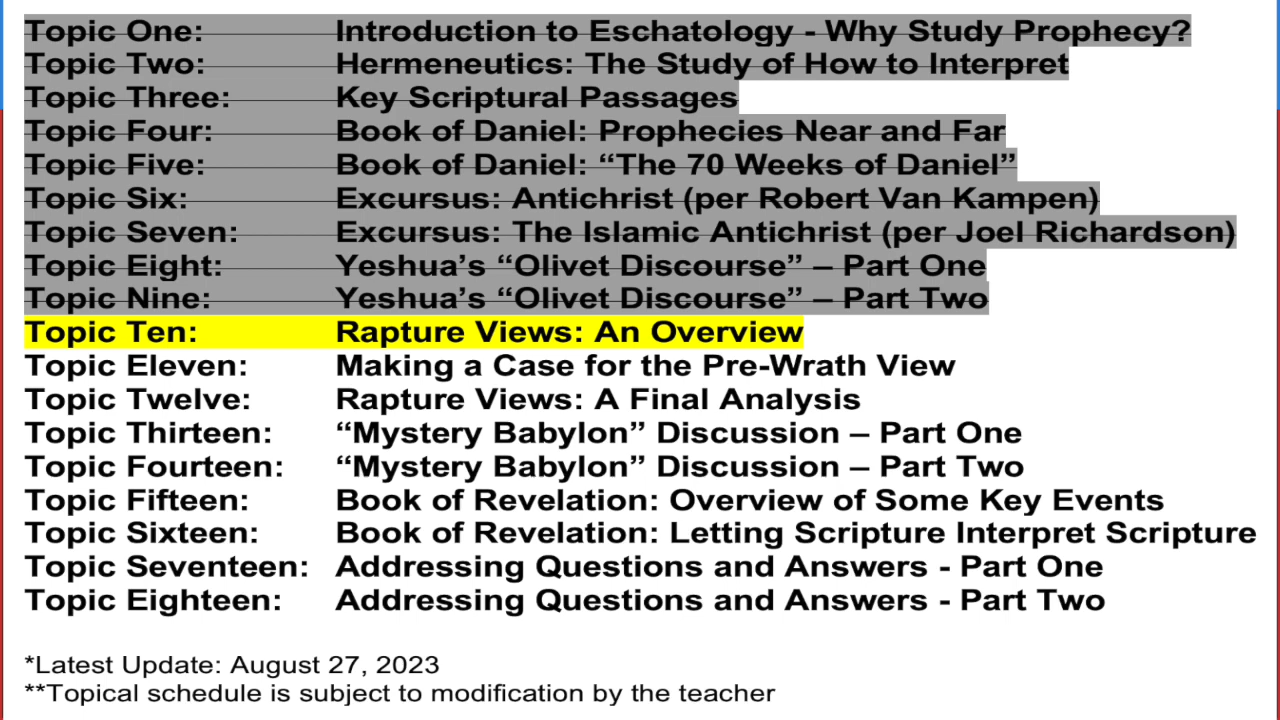 Topic One: Introduction to Eschatology - Why Study Prophecy?
Topic Two: Hermeneutics: The Study of How to Interpret
Topic Three: Key Scriptural Passages
Topic Four: Book of Daniel: Prophecies Near and Far
Topic Five: Book of Daniel: “The 70 Weeks of Daniel”
Topic Six: Excursus: Antichrist (per Robert Van Kampen)
Topic Seven: Excursus: The Islamic Antichrist (per Joel Richardson)
Topic Eight: Yeshua’s “Olivet Discourse” – Part One
Topic Nine: Yeshua’s “Olivet Discourse” – Part Two
Topic Ten: Rapture Views: An Overview
Topic Eleven: Making a Case for the Pre-Wrath View
Topic Twelve: Rapture Views: A Final Analysis
Topic Thirteen: “Mystery Babylon” Discussion – Part One
Topic Fourteen: “Mystery Babylon” Discussion – Part Two
Topic Fifteen: Book of Revelation: Overview of Some Key Events
Topic Sixteen: Book of Revelation: Letting Scripture Interpret Scripture
Topic Seventeen: Addressing Questions and Answers - Part One
Topic Eighteen: Addressing Questions and Answers - Part Two
*Latest Update: August 27, 2023
**Topical schedule is subject to modification by the teacher